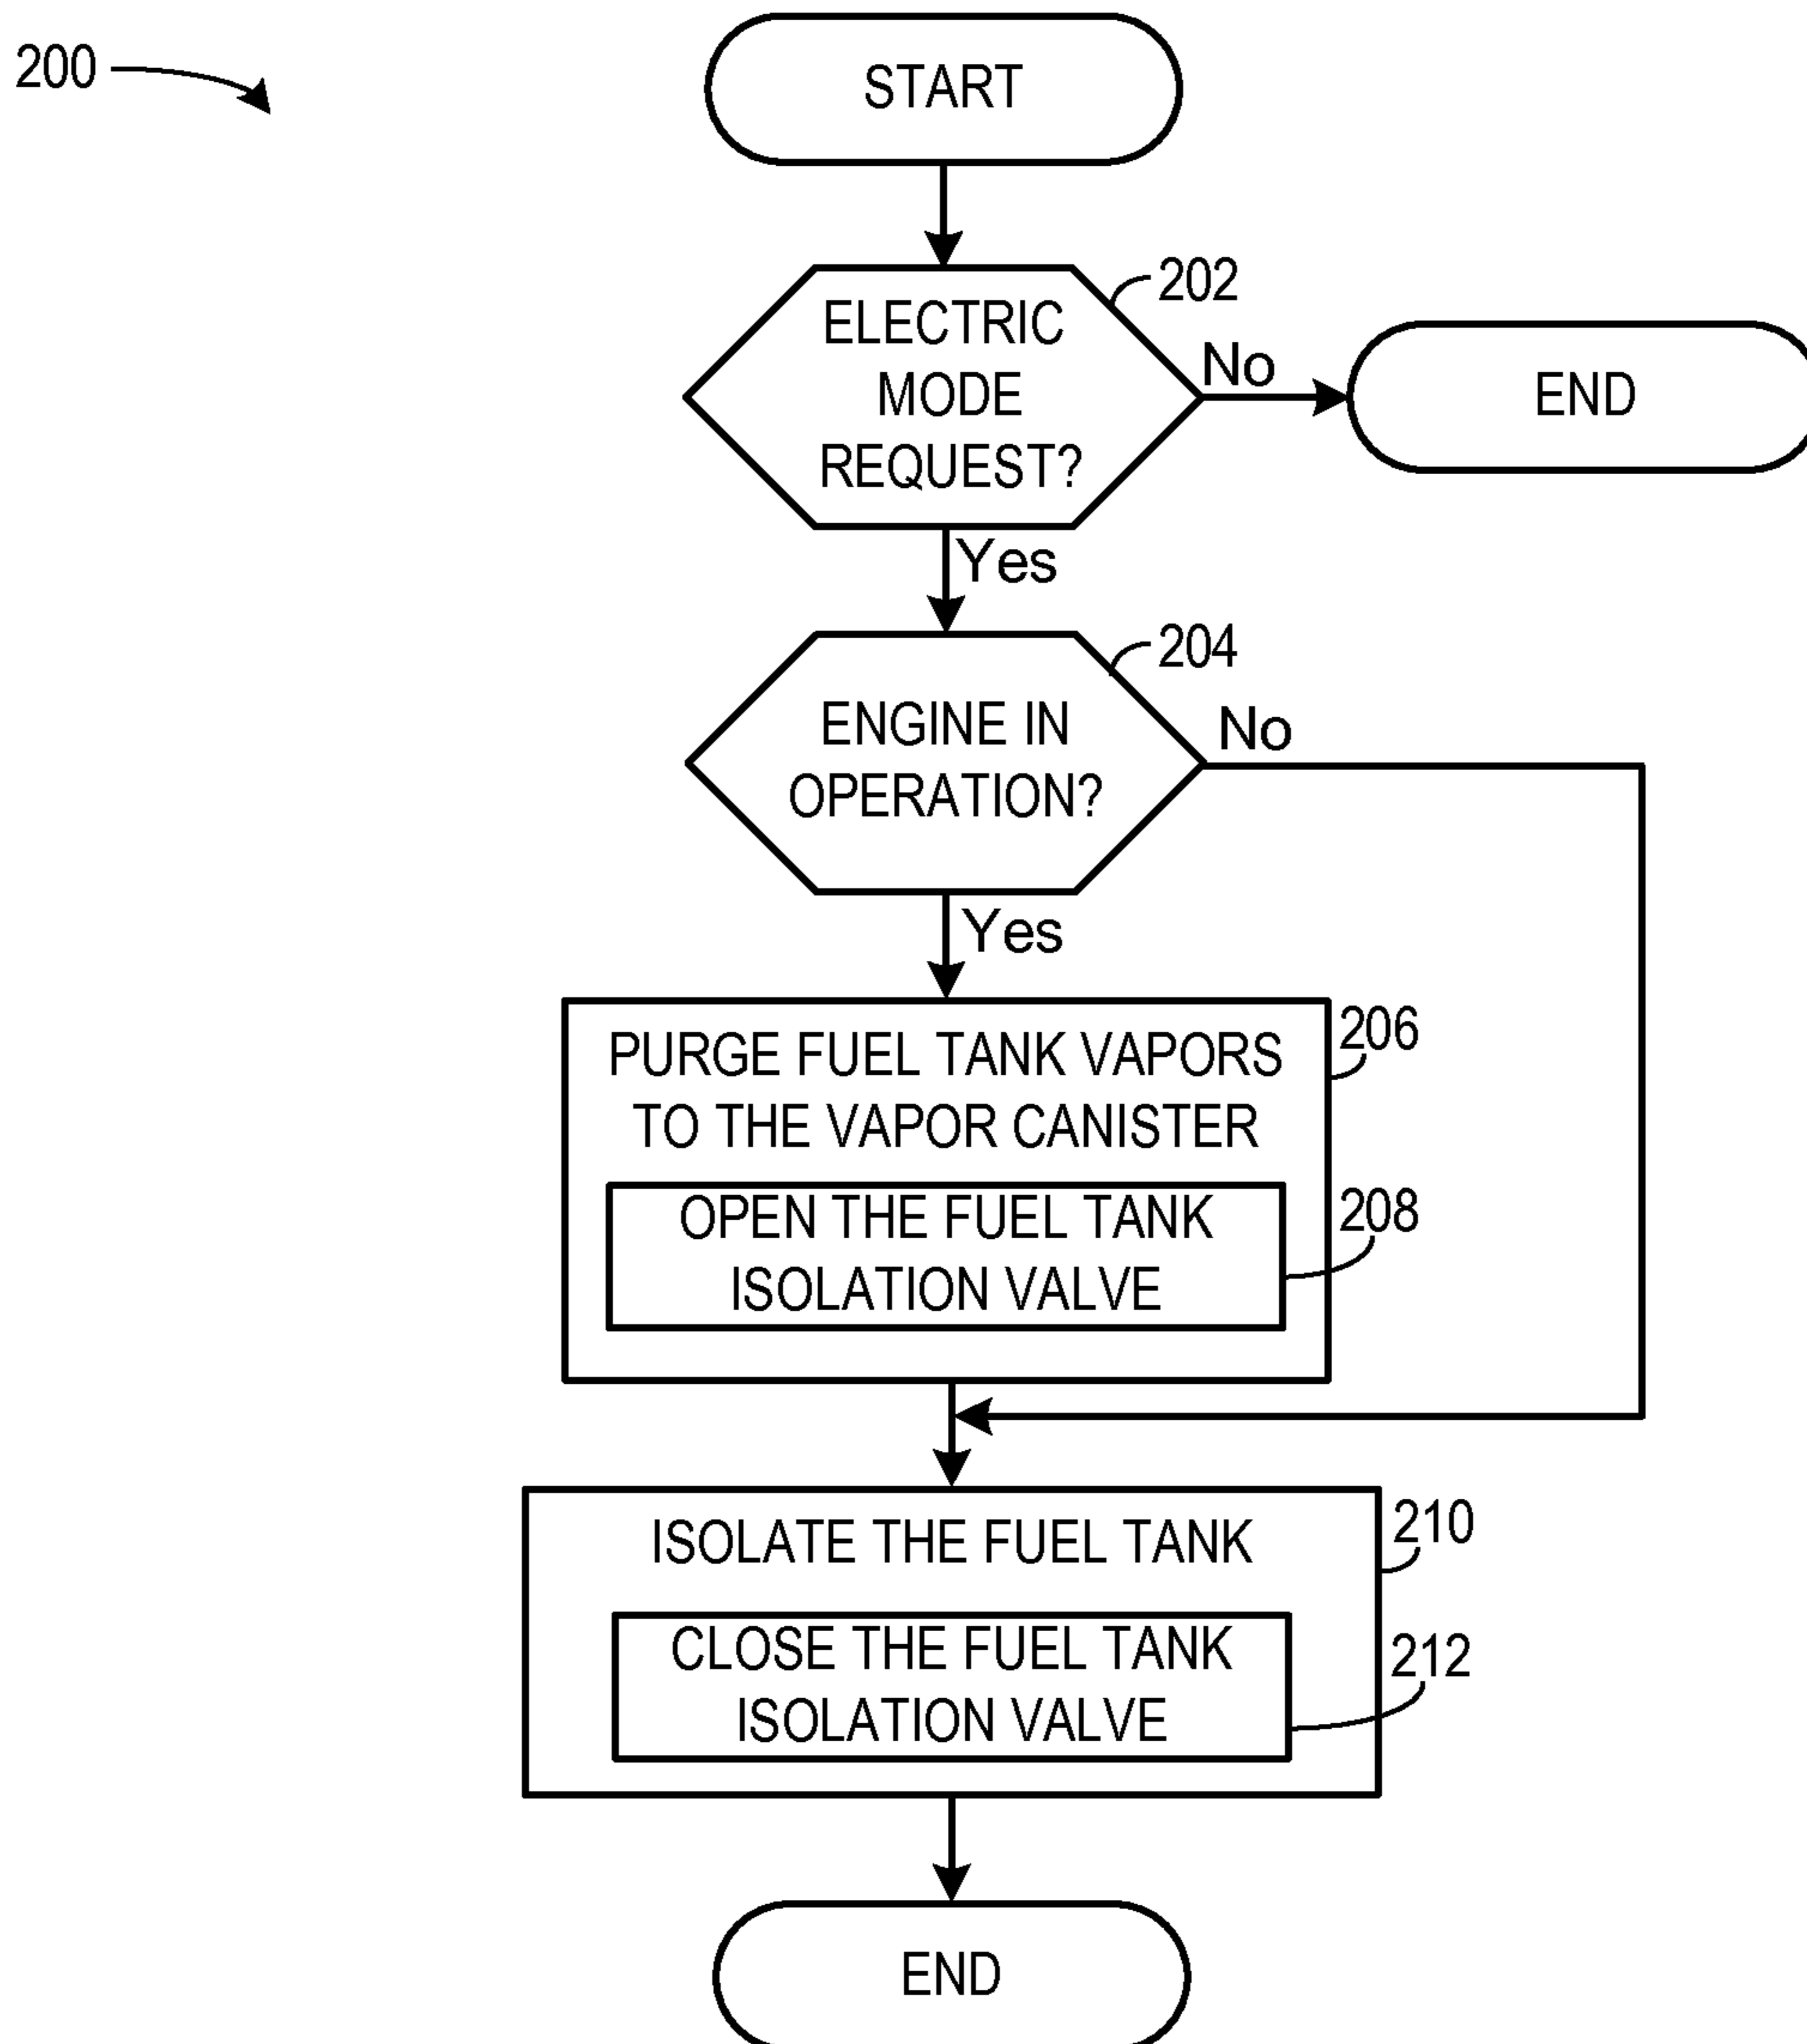 200
START
202
ELECTRIC
MODE
REQUEST?
No
END
Yes
204
ENGINE IN
OPERATION?
No
Yes
206
PURGE FUEL TANK VAPORS
TO THE VAPOR CANISTER
208
OPEN THE FUEL TANK
ISOLATION VALVE
210
ISOLATE THE FUEL TANK
212
CLOSE THE FUEL TANK
ISOLATION VALVE
END